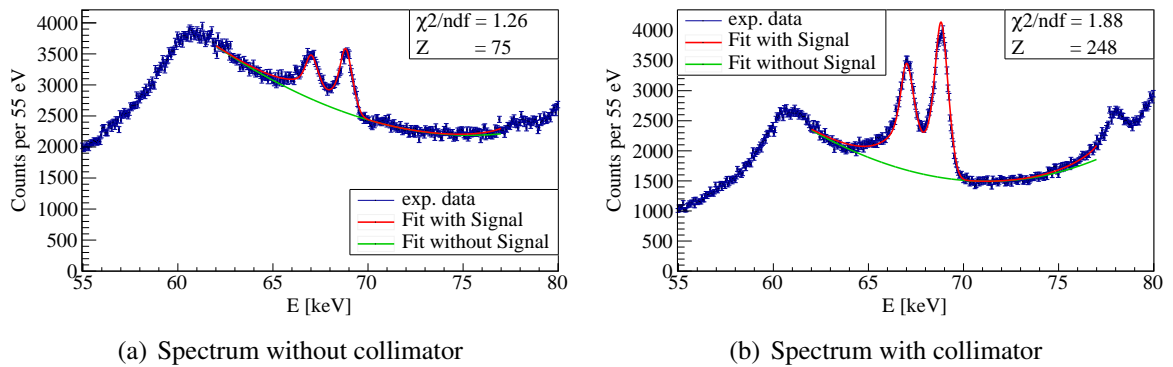 4000
3500
3000
2500
2000
1500
1000
500
0
Counts per 55 eV
χ2/ndf = 1.26
Z = 75
exp. data
Fit with Signal
Fit without Signal
55 60 65 70 75 80
E [keV]
(a) Spectrum without collimator
4000
3500
3000
2500
2000
1500
1000
500
0
Counts per 55 eV
exp. data
Fit with Signal
Fit without Signal
χ2/ndf = 1.88
Z = 248
55 60 65 70 75 80
E [keV]
(b) Spectrum with collimator